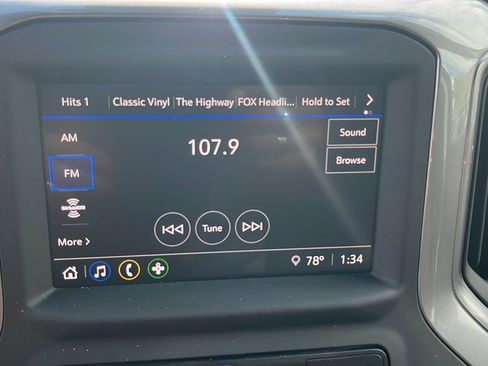 Hits 1 Classic Vinyl The Highway FOX Headli... Hold to Set
AM
107.9
Sound
FM
Browse
SiriusXM
Tune
More
78° 1:34